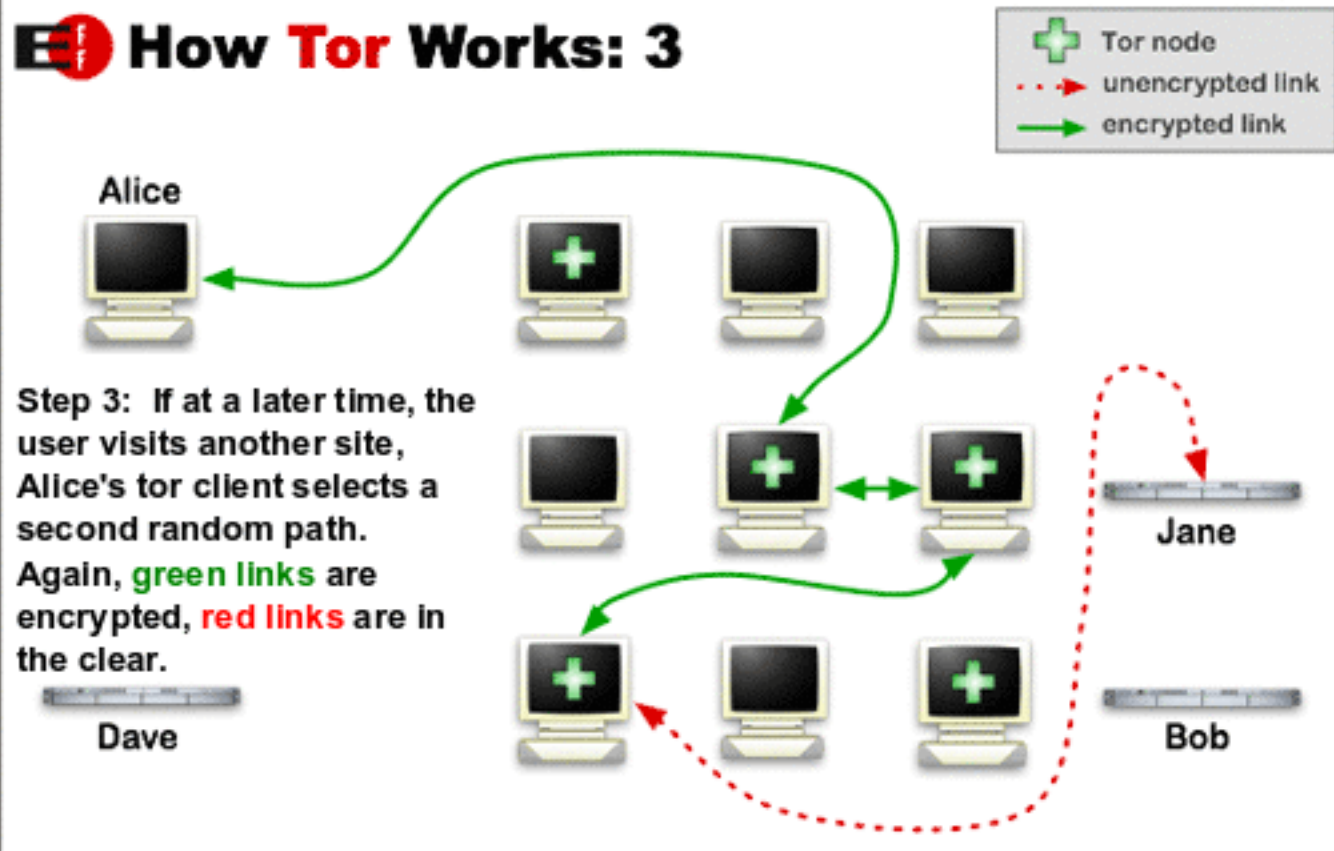 EFF How Tor Works: 3
Tor node
unencrypted link
encrypted link
Alice
Step 3: If at a later time, the
user visits another site,
Alice's tor client selects a
second random path.
Again, green links are
encrypted, red links are in
the clear.
Jane
Dave
Bob